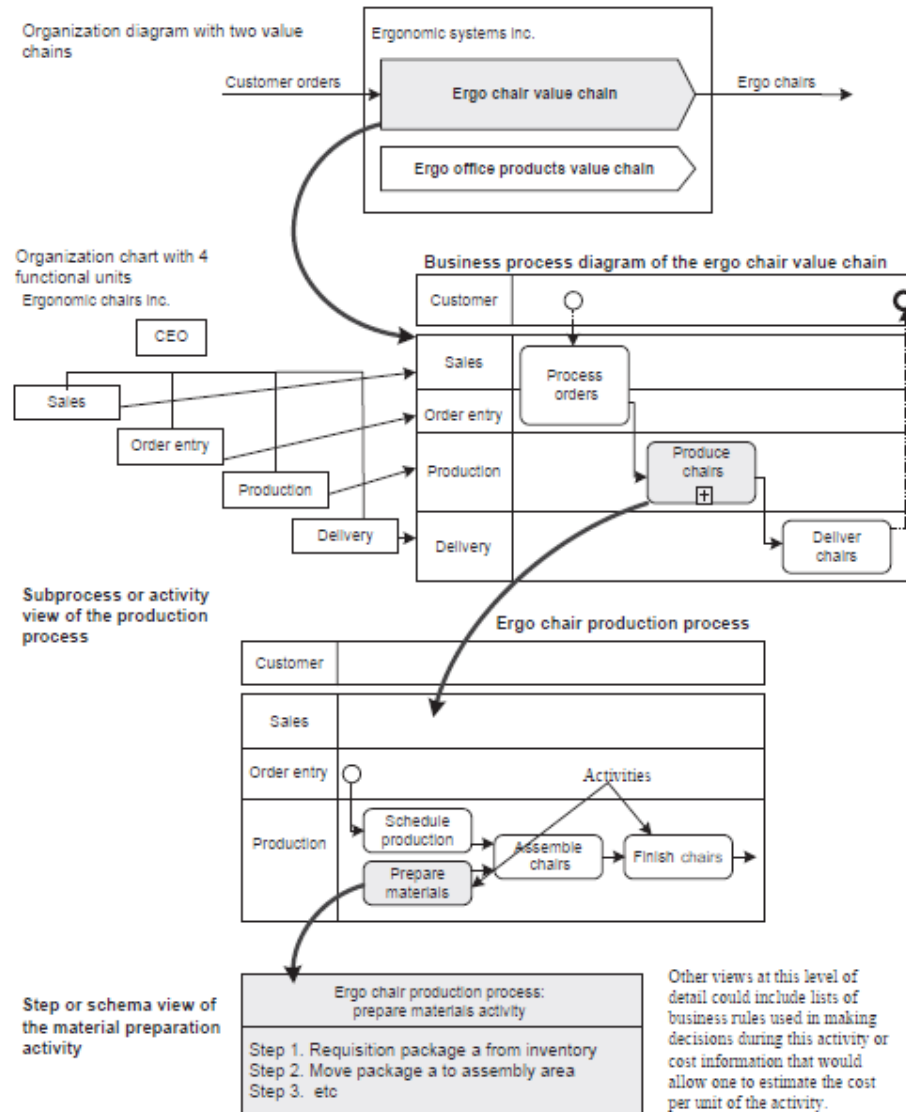 Organization diagram with two value
chains
Ergonomic systems Inc.
Customer orders
Ergo chair value chain
Ergo chairs
Ergo office products value chain
Organization chart with 4
functional units
Ergonomic chairs Inc.
CEO
Sales
Order entry
Production
Delivery
Business process diagram of the ergo chair value chain
Customer
Sales
Order entry
Production
Delivery
Process
orders
Produce
chairs
Deliver
chairs
Subprocess or activity
view of the production
process
Ergo chair production process
Customer
Sales
Order entry
Production
Activities
Schedule
production
Prepare
materials
Assemble
chairs
Finish chairs
Step or schema view of
the material preparation
activity
Ergo chair production process:
prepare materials activity
Step 1. Requisition package a from inventory
Step 2. Move package a to assembly area
Step 3. etc
Other views at this level of
detail could include lists of
business rules used in making
decisions during this activity or
cost information that would
allow one to estimate the cost
per unit of the activity.